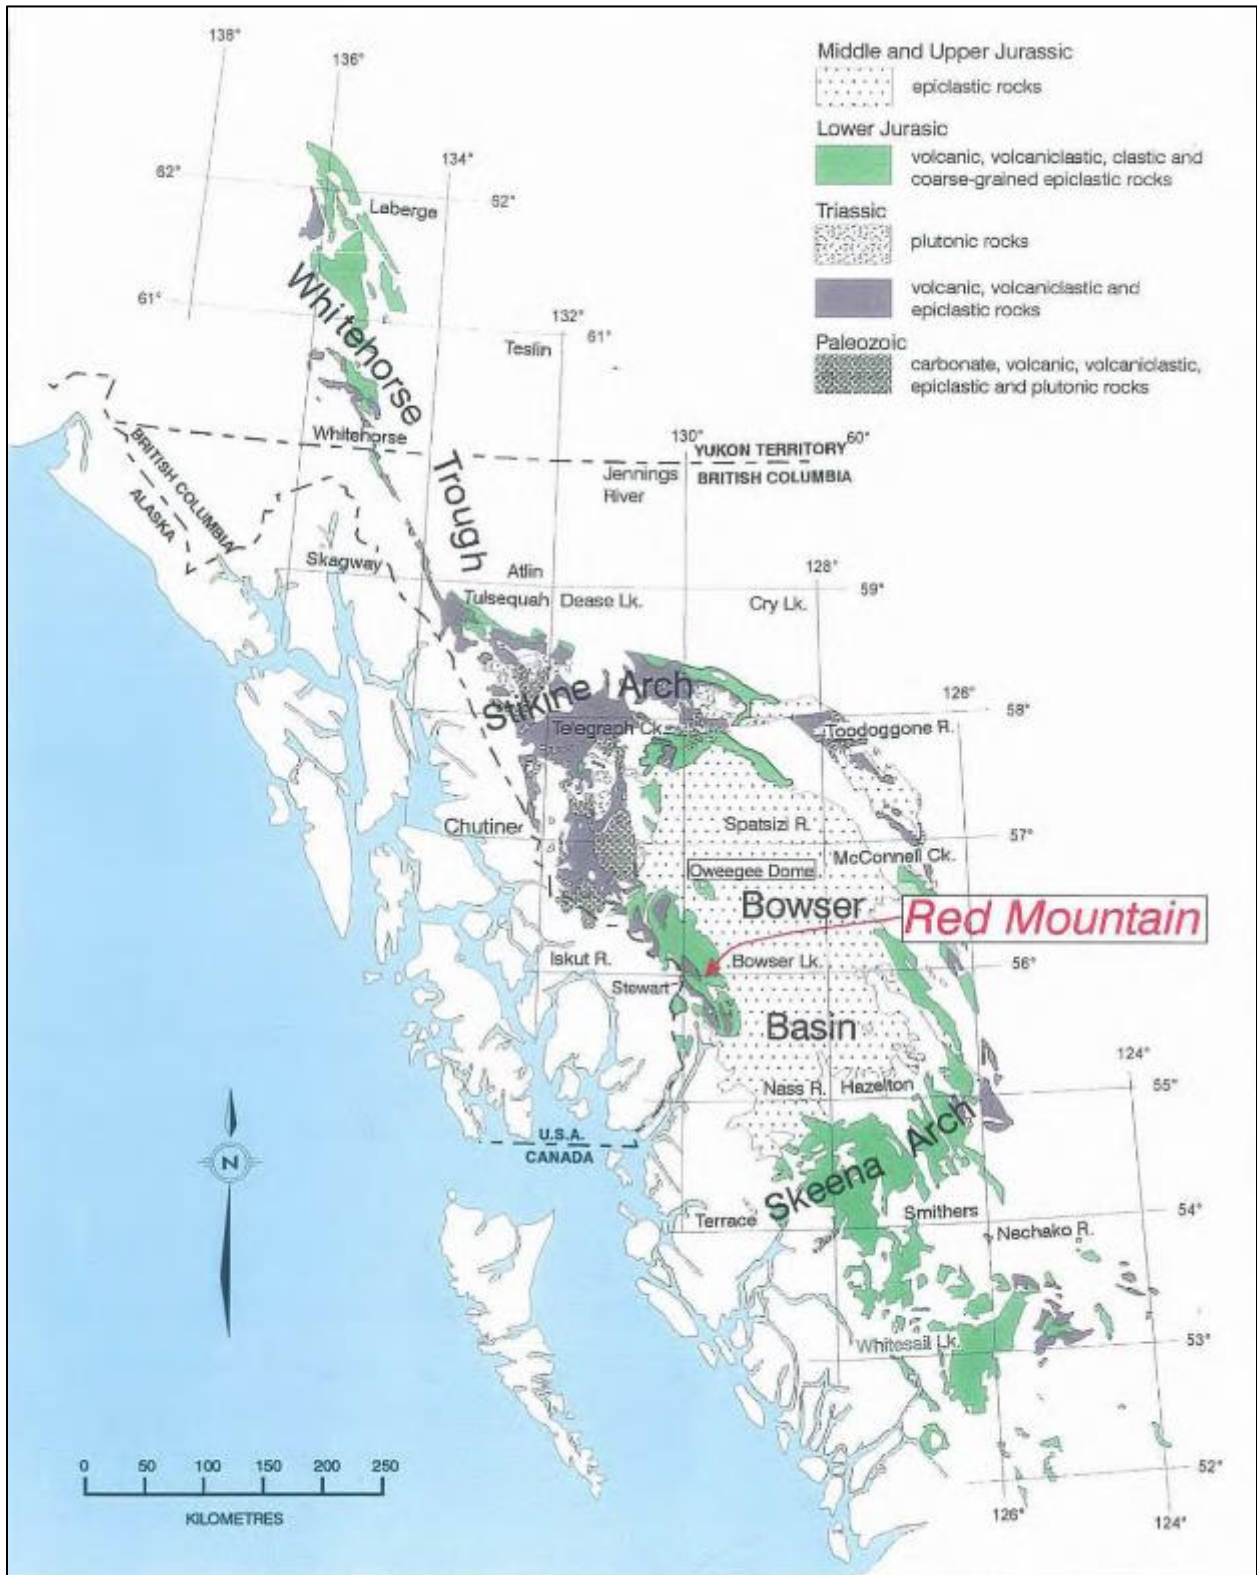 138°
136°
134°
62°
62°
Laberge
61°
132°
61°
Teslin
Whitehorse
Trough
Whitehorse
130°
60°
YUKON TERRITORY
BRITISH COLUMBIA
Jennings
River
BRITISH COLUMBIA
ALASKA
Skagway
Atlin
128°
59°
Tulsequah
Dease Lk.
Cry Lk.
Stikine Arch
126°
58°
Telegraph Ck.
Toodoggone R.
Chutine
Spatsizi R.
57°
McConnell Ck.
Oweegee Dome
Bowser
Red Mountain
Iskut R.
Bowser Lk.
56°
Stewart
Basin
124°
Nass R.
Hazelton
55°
U.S.A.
CANADA
Skeena Arch
Terrace
Smithers
54°
Nechako R.
Whitesail Lk.
53°
52°
126°
124°
N
0 50 100 150 200 250
KILOMETRES
Middle and Upper Jurassic
epiclastic rocks
Lower Jurasic
volcanic, volcaniclastic, clastic and
coarse-grained epiclastic rocks
Triassic
plutonic rocks
volcanic, volcaniclastic and
epiclastic rocks
Paleozoic
carbonate, volcanic, volcaniclastic,
epiclastic and plutonic rocks